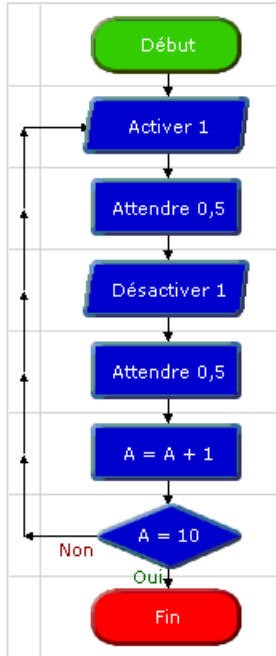 Début
Activer 1
Attendre 0,5
Désactiver 1
Attendre 0,5
A = A + 1
A = 10
Non
Oui
Fin